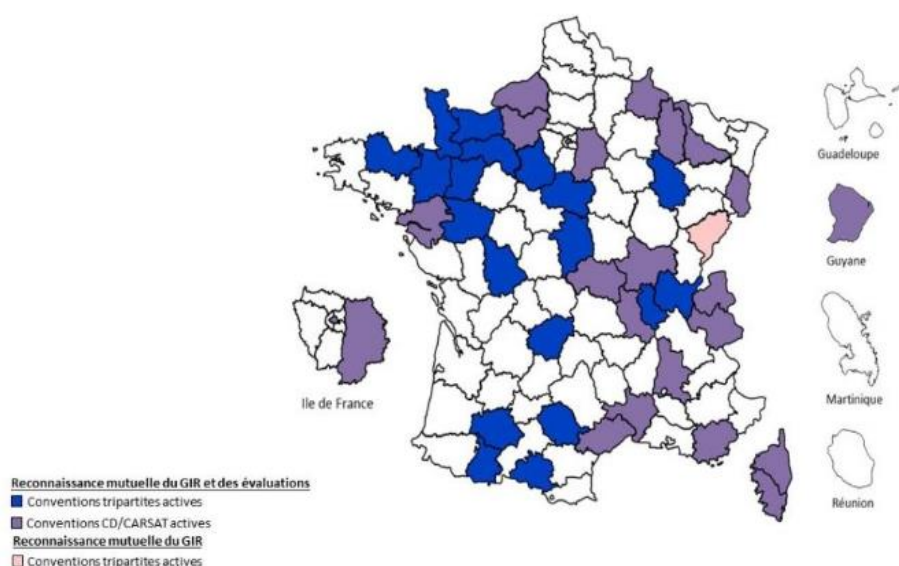 Guadeloupe
Guyane
Ile de France
Martinique
Réunion
Reconnaissance mutuelle du GIR et des évaluations
Conventions tripartites actives
Conventions CD/CARSAT actives
Reconnaissance mutuelle du GIR
Conventions tripartites actives